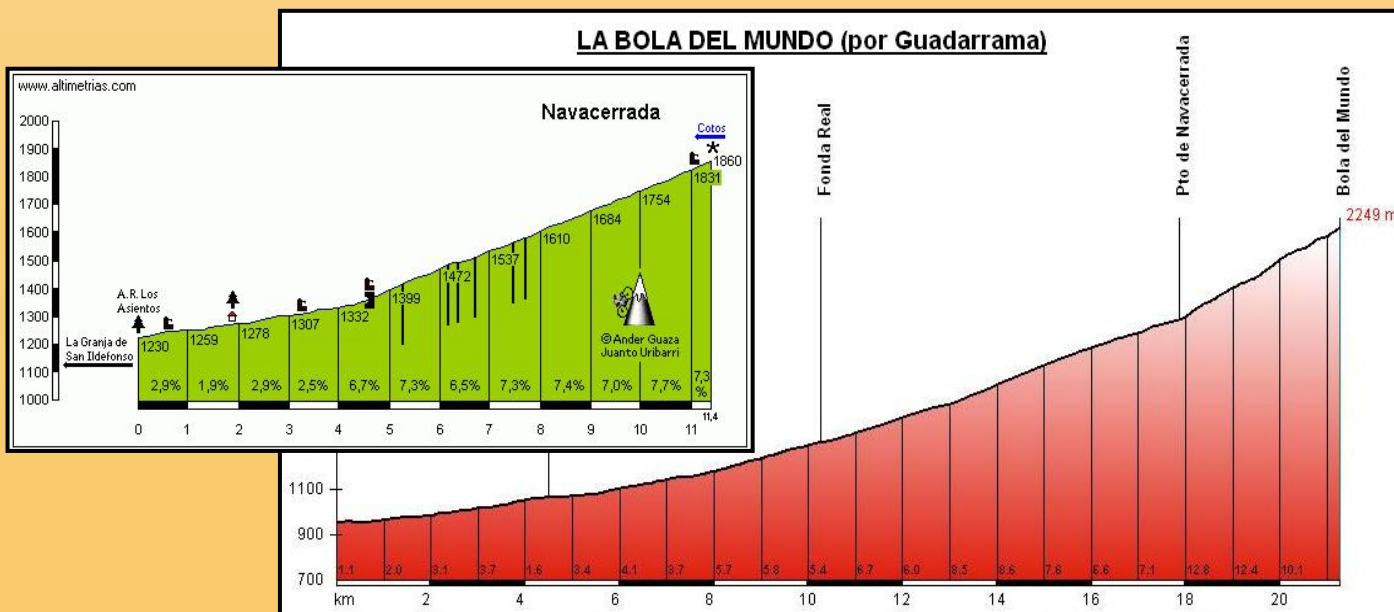 LA BOLA DEL MUNDO (por Guadarrama)
www.altimetrias.com
Navacerrada
Cotos
2000
1900
1800
1700
1600
1500
1400
1300
1200
1100
1000
A.R. Los
Asientos
La Granja de
San Ildefonso
1230
1259
1278
1307
1332
1399
1472
1537
1610
1684
1754
1831
1860
©Ander Guaza
Juanto Uribarri
2,9% 1,9% 2,9% 2,5% 6,7% 7,3% 6,5% 7,3% 7,4% 7,0% 7,7% 7,3
%
0 1 2 3 4 5 6 7 8 9 10 11 11,4
Fonda Real
Pto de Navacerrada
Bola del Mundo
2249 m
1100
900
700
1.1 2.0 3.1 3.7 1.6 3.4 4.1 3.7 5.7 5.8 5.4 6.7 6.0 8.5 8.6 7.6 6.6 7.1 12.8 12.4 10.1
km 2 4 6 8 10 12 14 16 18 20